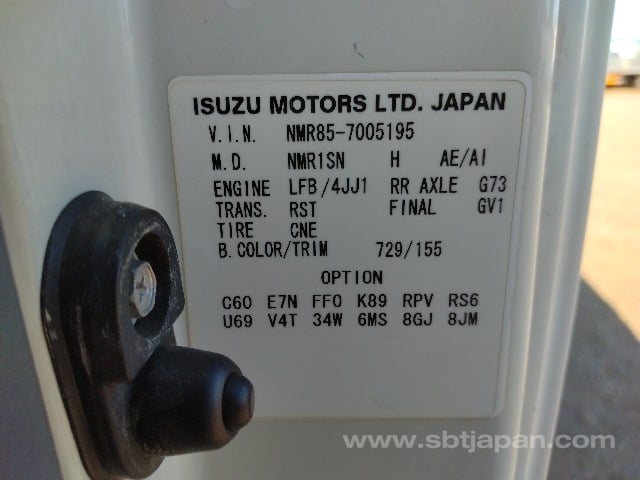 ISUZU MOTORS LTD. JAPAN
V.I.N. NMR85-7005195
M.D. NMR1SN H AE/AI
ENGINE LFB/4JJ1 RR AXLE G73
TRANS. RST FINAL GV1
TIRE CNE
B.COLOR/TRIM 729/155
OPTION
C60 E7N FF0 K89 RPV RS6
U69 V4T 34W 6MS 8GJ 8JM
www.sbtjapan.com